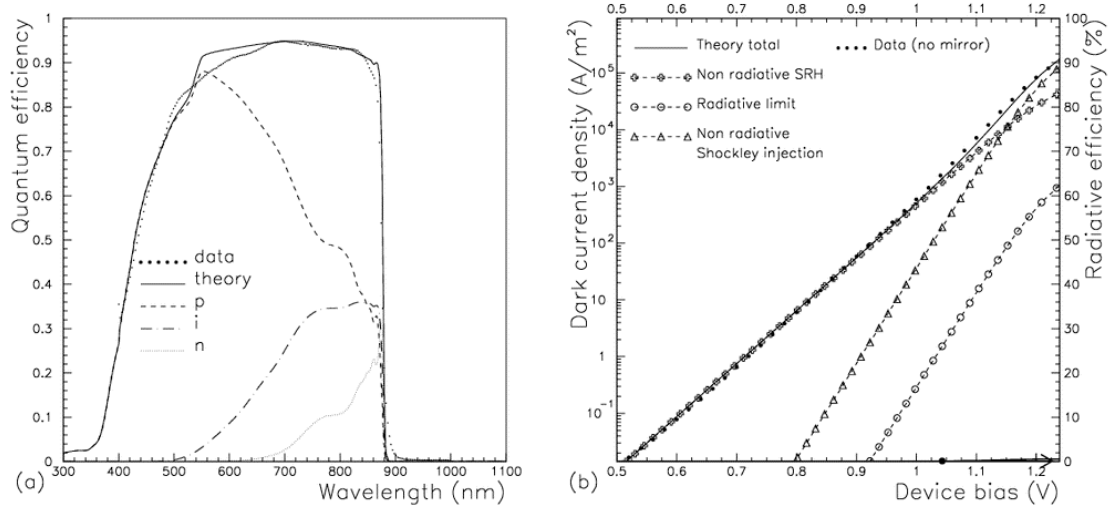 1
0.9
0.8
0.7
0.6
0.5
0.4
0.3
0.2
0.1
0
Quantum efficiency
data
theory
p
i
n
300 400 500 600 700 800 900 1000 1100
(a)
Wavelength (nm)
0.5 0.6 0.7 0.8 0.9 1 1.1 1.2
Dark current density (A/m²)
10⁵
10⁴
10³
10²
10
1
10⁻¹
Theory total
Data (no mirror)
Non radiative SRH
Radiative limit
Non radiative
Shockley injection
100
90
80
70
60
50
40
30
20
10
0
Radiative efficiency (%)
0.5 0.6 0.7 0.8 0.9 1 1.1 1.2
(b)
Device bias (V)